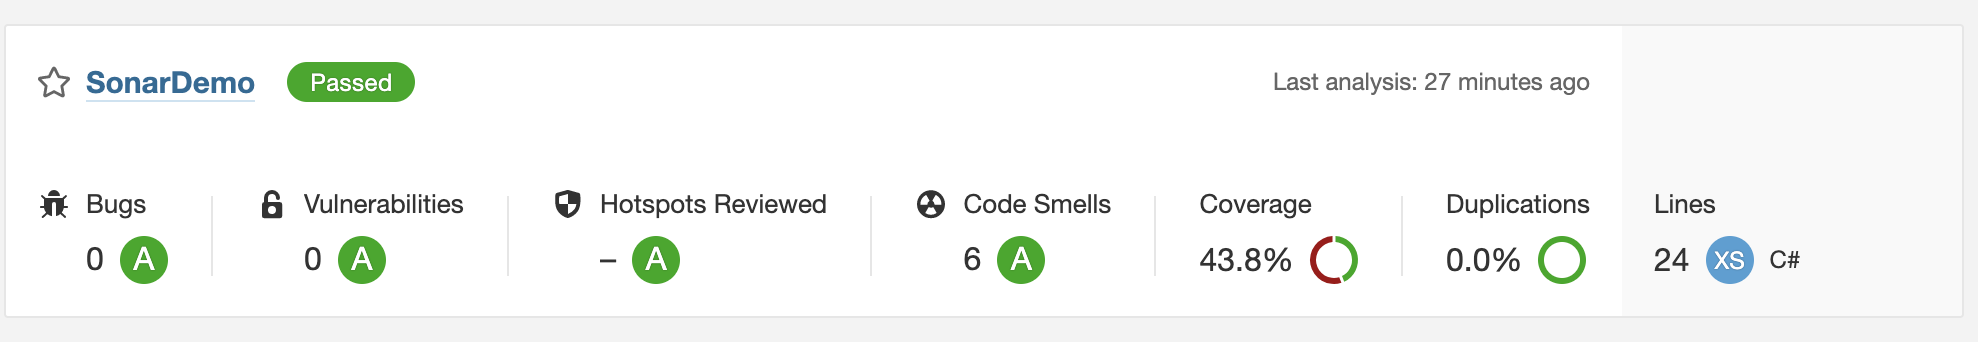 SonarDemo Passed Last analysis: 27 minutes ago
Bugs Vulnerabilities Hotspots Reviewed Code Smells Coverage Duplications Lines
0 A 0 A – A 6 A 43.8% 0.0% 24 XS C#